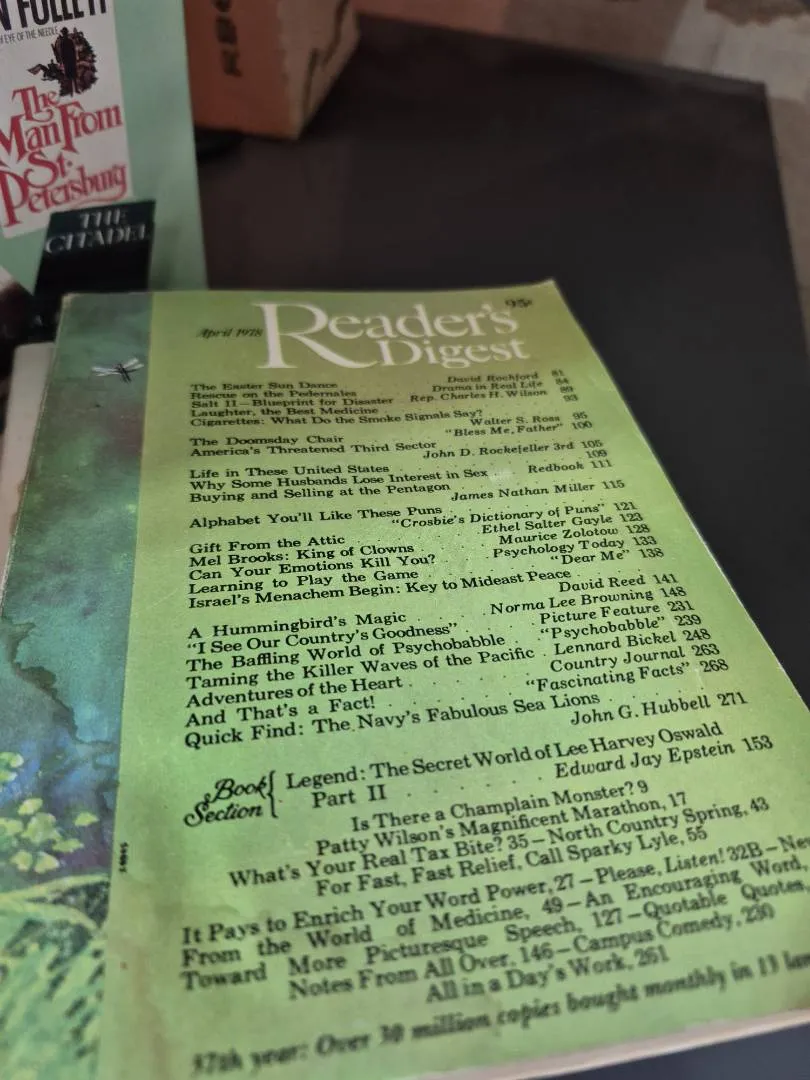 N FOLLETT
EYE OF THE NEEDLE
The
Man From
St.
Petersburg
THE
CITADEL
April 1978 Reader's 95¢
Digest
The Easter Sun Dance David Rockford 81
Rescue on the Pedernales Drama in Real Life 84
Salt II—Blueprint for Disaster Rep. Charles H. Wilson 89
Laughter, the Best Medicine 93
Cigarettes: What Do the Smoke Signals Say?
Walter S. Ross 95
The Doomsday Chair "Bless Me, Father" 100
America's Threatened Third Sector
John D. Rockefeller 3rd 105
Life in These United States 109
Why Some Husbands Lose Interest in Sex Redbook 111
Buying and Selling at the Pentagon
James Nathan Miller 115
Alphabet You'll Like These Puns
"Crosbie's Dictionary of Puns" 121
Gift From the Attic Ethel Salter Gayle 123
Mel Brooks: King of Clowns Maurice Zolotow 128
Can Your Emotions Kill You? Psychology Today 133
Learning to Play the Game "Dear Me" 138
Israel's Menachem Begin: Key to Mideast Peace
David Reed 141
A Hummingbird's Magic Norma Lee Browning 148
"I See Our Country's Goodness" Picture Feature 231
The Baffling World of Psychobabble "Psychobabble" 239
Taming the Killer Waves of the Pacific Lennard Bickel 248
Adventures of the Heart Country Journal 263
And That's a Fact! "Fascinating Facts" 268
Quick Find: The Navy's Fabulous Sea Lions
John G. Hubbell 271
Book Section { Legend: The Secret World of Lee Harvey Oswald
Part II Edward Jay Epstein 153
Is There a Champlain Monster? 9
Patty Wilson's Magnificent Marathon, 17
What's Your Real Tax Bite? 35—North Country Spring, 43
For Fast, Fast Relief, Call Sparky Lyle, 55
It Pays to Enrich Your Word Power, 27—Please, Listen! 32B—
From the World of Medicine, 49—An Encouraging Word,
Toward More Picturesque Speech, 127—Quotable Quotes,
Notes From All Over, 146—Campus Comedy, 230
All in a Day's Work, 261
57th year: Over 30 million copies bought monthly in 13